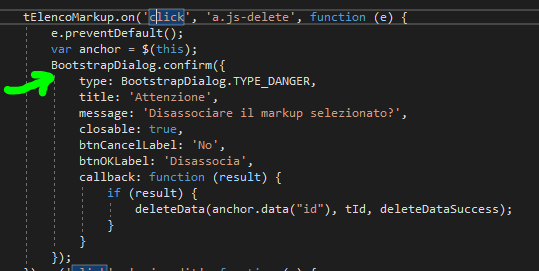 tElencoMarkup.on('click', 'a.js-delete', function (e) {
    e.preventDefault();
    var anchor = $(this);
    BootstrapDialog.confirm({
        type: BootstrapDialog.TYPE_DANGER,
        title: 'Attenzione',
        message: 'Disassociare il markup selezionato?',
        closable: true,
        btnCancelLabel: 'No',
        btnOKLabel: 'Disassocia',
        callback: function (result) {
            if (result) {
                deleteData(anchor.data("id"), tId, deleteDataSuccess);
            }
        }
    });